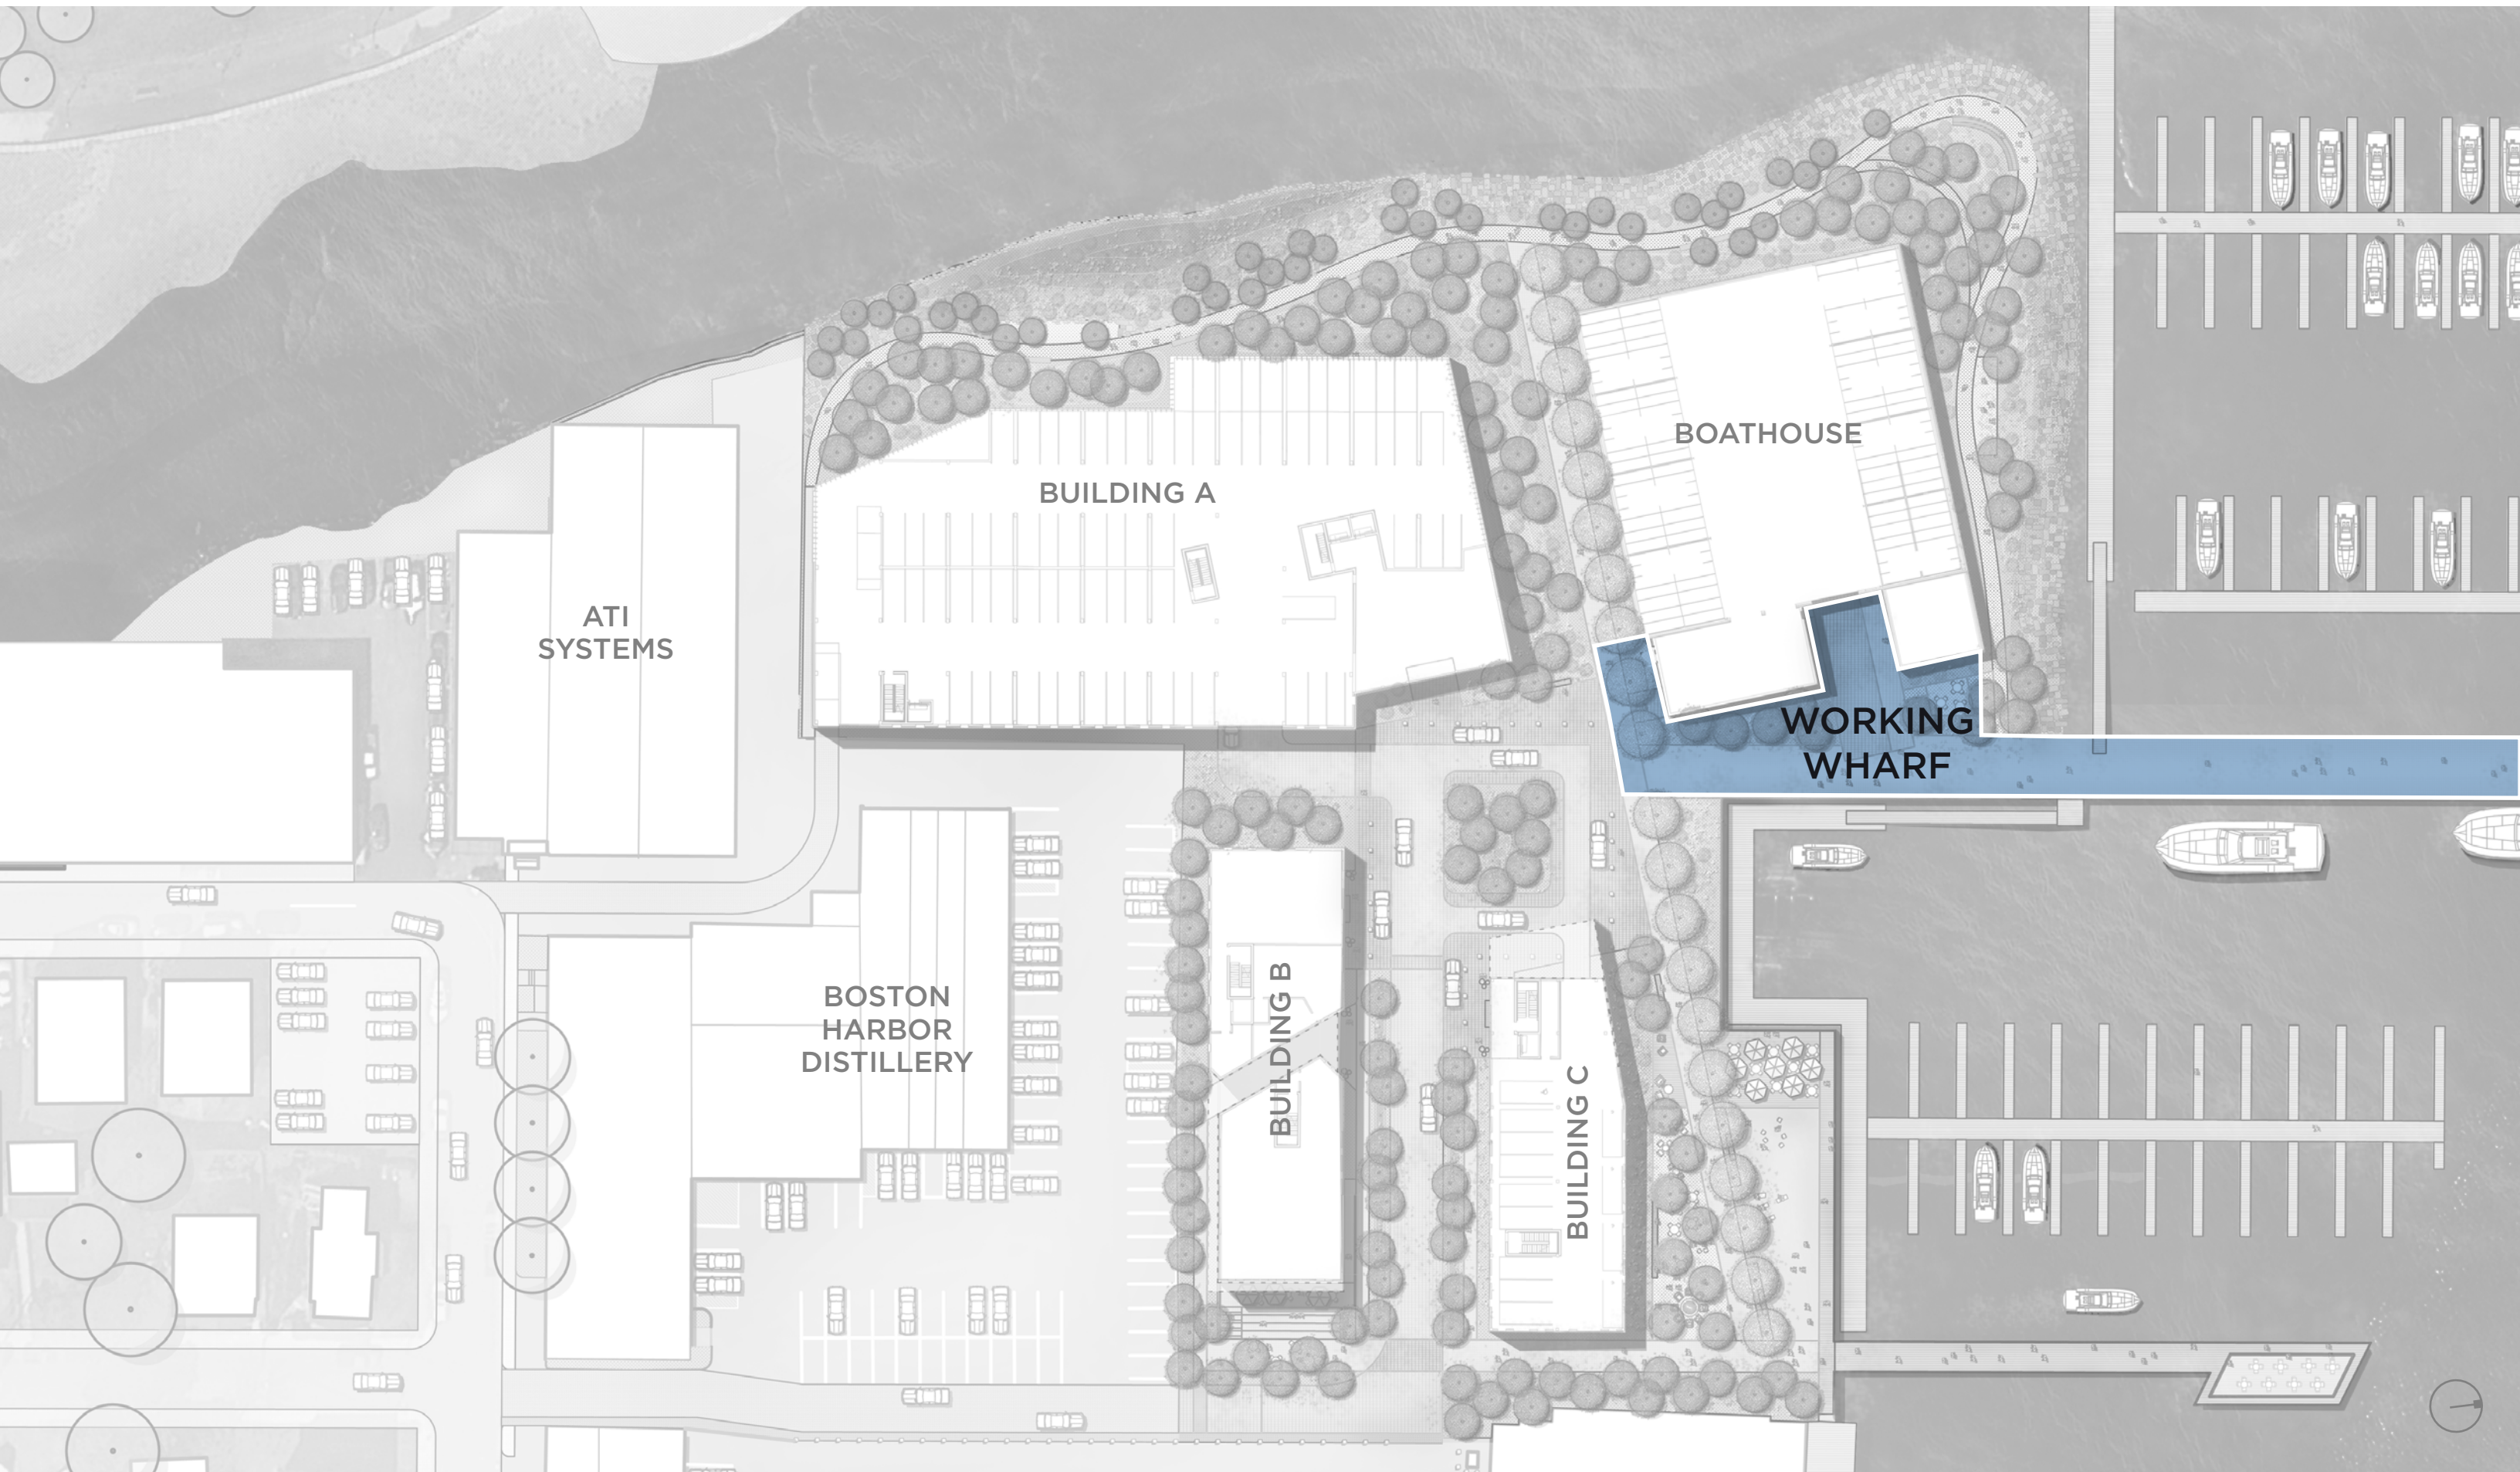 BOATHOUSE
BUILDING A
ATI
SYSTEMS
WORKING
WHARF
BOSTON
HARBOR
DISTILLERY
BUILDING B
BUILDING C